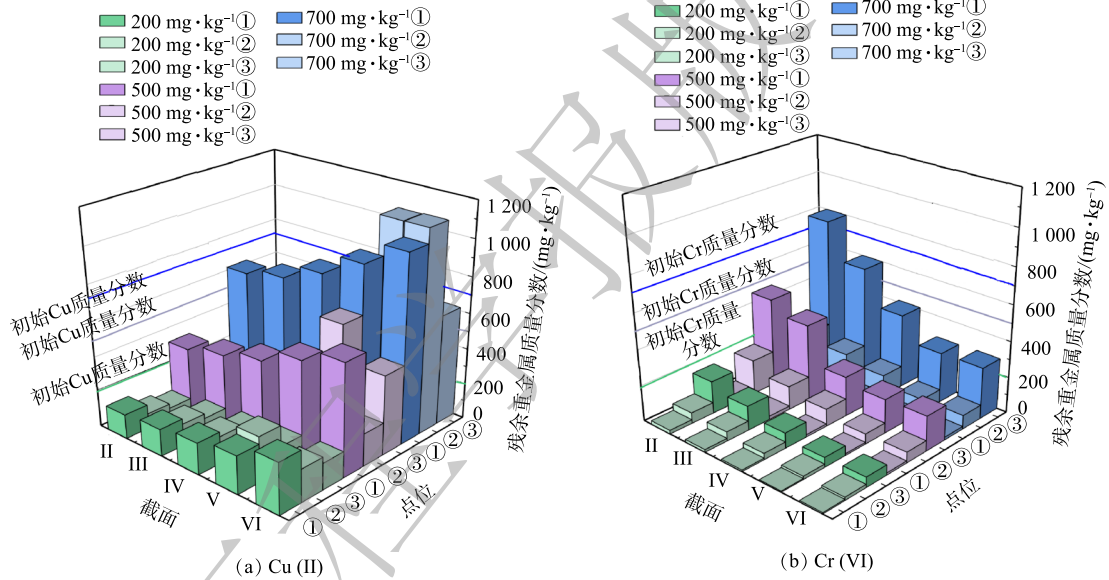 200 mg·kg⁻¹①
200 mg·kg⁻¹②
200 mg·kg⁻¹③
500 mg·kg⁻¹①
500 mg·kg⁻¹②
500 mg·kg⁻¹③
700 mg·kg⁻¹①
700 mg·kg⁻¹②
700 mg·kg⁻¹③
初始Cu质量分数
初始Cu质量分数
初始Cu质量分数
1 200
1 000
800
600
400
200
0
残余重金属质量分数/(mg·kg⁻¹)
II
III
IV
V
VI
截面
① ② ③ ① ② ③ ① ② ③
点位
(a) Cu (II)
200 mg·kg⁻¹①
200 mg·kg⁻¹②
200 mg·kg⁻¹③
500 mg·kg⁻¹①
500 mg·kg⁻¹②
500 mg·kg⁻¹③
700 mg·kg⁻¹①
700 mg·kg⁻¹②
700 mg·kg⁻¹③
初始Cr质量分数
初始Cr质量分数
初始Cr质量
分数
1 200
1 000
800
600
400
200
0
残余重金属质量分数/(mg·kg⁻¹)
II
III
IV
V
VI
截面
① ② ③ ① ② ③ ① ② ③
点位
(b) Cr (VI)